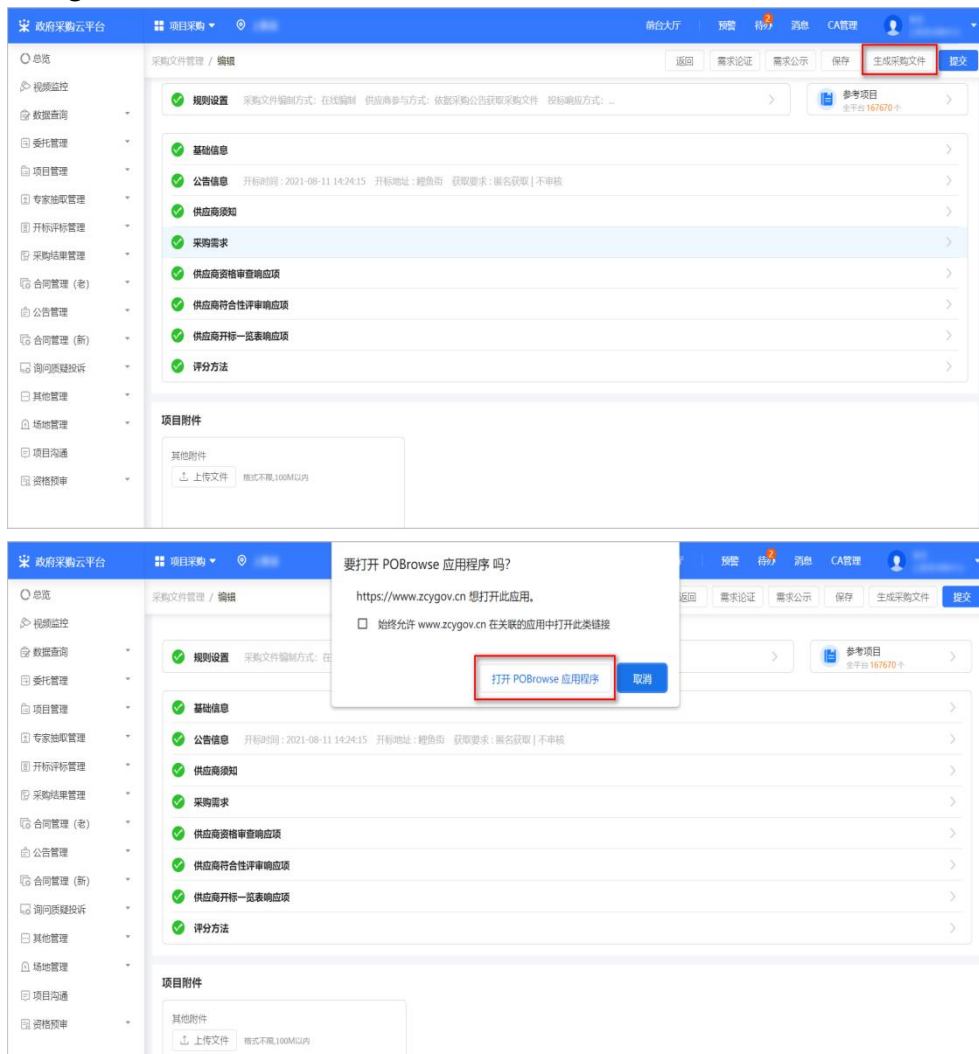 政府采购云平台 项目采购 前台大厅 预警 待办 2 消息 CA管理
总览
采购文件管理 / 编辑 返回 需求论证 需求公示 保存 生成采购文件 提交
视频监控
规则设置 采购文件编制方式：在线编制 供应商参与方式：依据采购公告获取采购文件 投标响应方式：...
参考项目
全平台 167670 个
数据查询
委托管理
基础信息
项目管理
公告信息 开标时间 : 2021-08-11 14:24:15 开标地址 : 鲤鱼街 获取要求 : 匿名获取 | 不审核
专家抽取管理
供应商须知
开标评标管理
采购需求
采购结果管理
供应商资格审查响应项
合同管理（老）
供应商符合性评审响应项
公告管理
合同管理（新）
供应商开标一览表响应项
询问质疑投诉
评分方法
其他管理
场地管理
项目附件
项目沟通
其他附件
资格预审
上传文件 格式不限,100M以内
政府采购云平台 项目采购 预警 待办 2 消息 CA管理
要打开 POBrowse 应用程序 吗?
https://www.zcygov.cn 想打开此应用。
始终允许 www.zcygov.cn 在关联的应用中打开此类链接
打开 POBrowse 应用程序 取消
总览
采购文件管理 / 编辑 返回 需求论证 需求公示 保存 生成采购文件 提交
视频监控
数据查询
规则设置 采购文件编制方式：在
参考项目
全平台 167670 个
委托管理
项目管理
基础信息
专家抽取管理
公告信息 开标时间 : 2021-08-11 14:24:15 开标地址 : 鲤鱼街 获取要求 : 匿名获取 | 不审核
开标评标管理
供应商须知
采购结果管理
采购需求
合同管理（老）
供应商资格审查响应项
公告管理
供应商符合性评审响应项
合同管理（新）
供应商开标一览表响应项
询问质疑投诉
评分方法
其他管理
场地管理
项目附件
项目沟通
其他附件
资格预审
上传文件 格式不限,100M以内